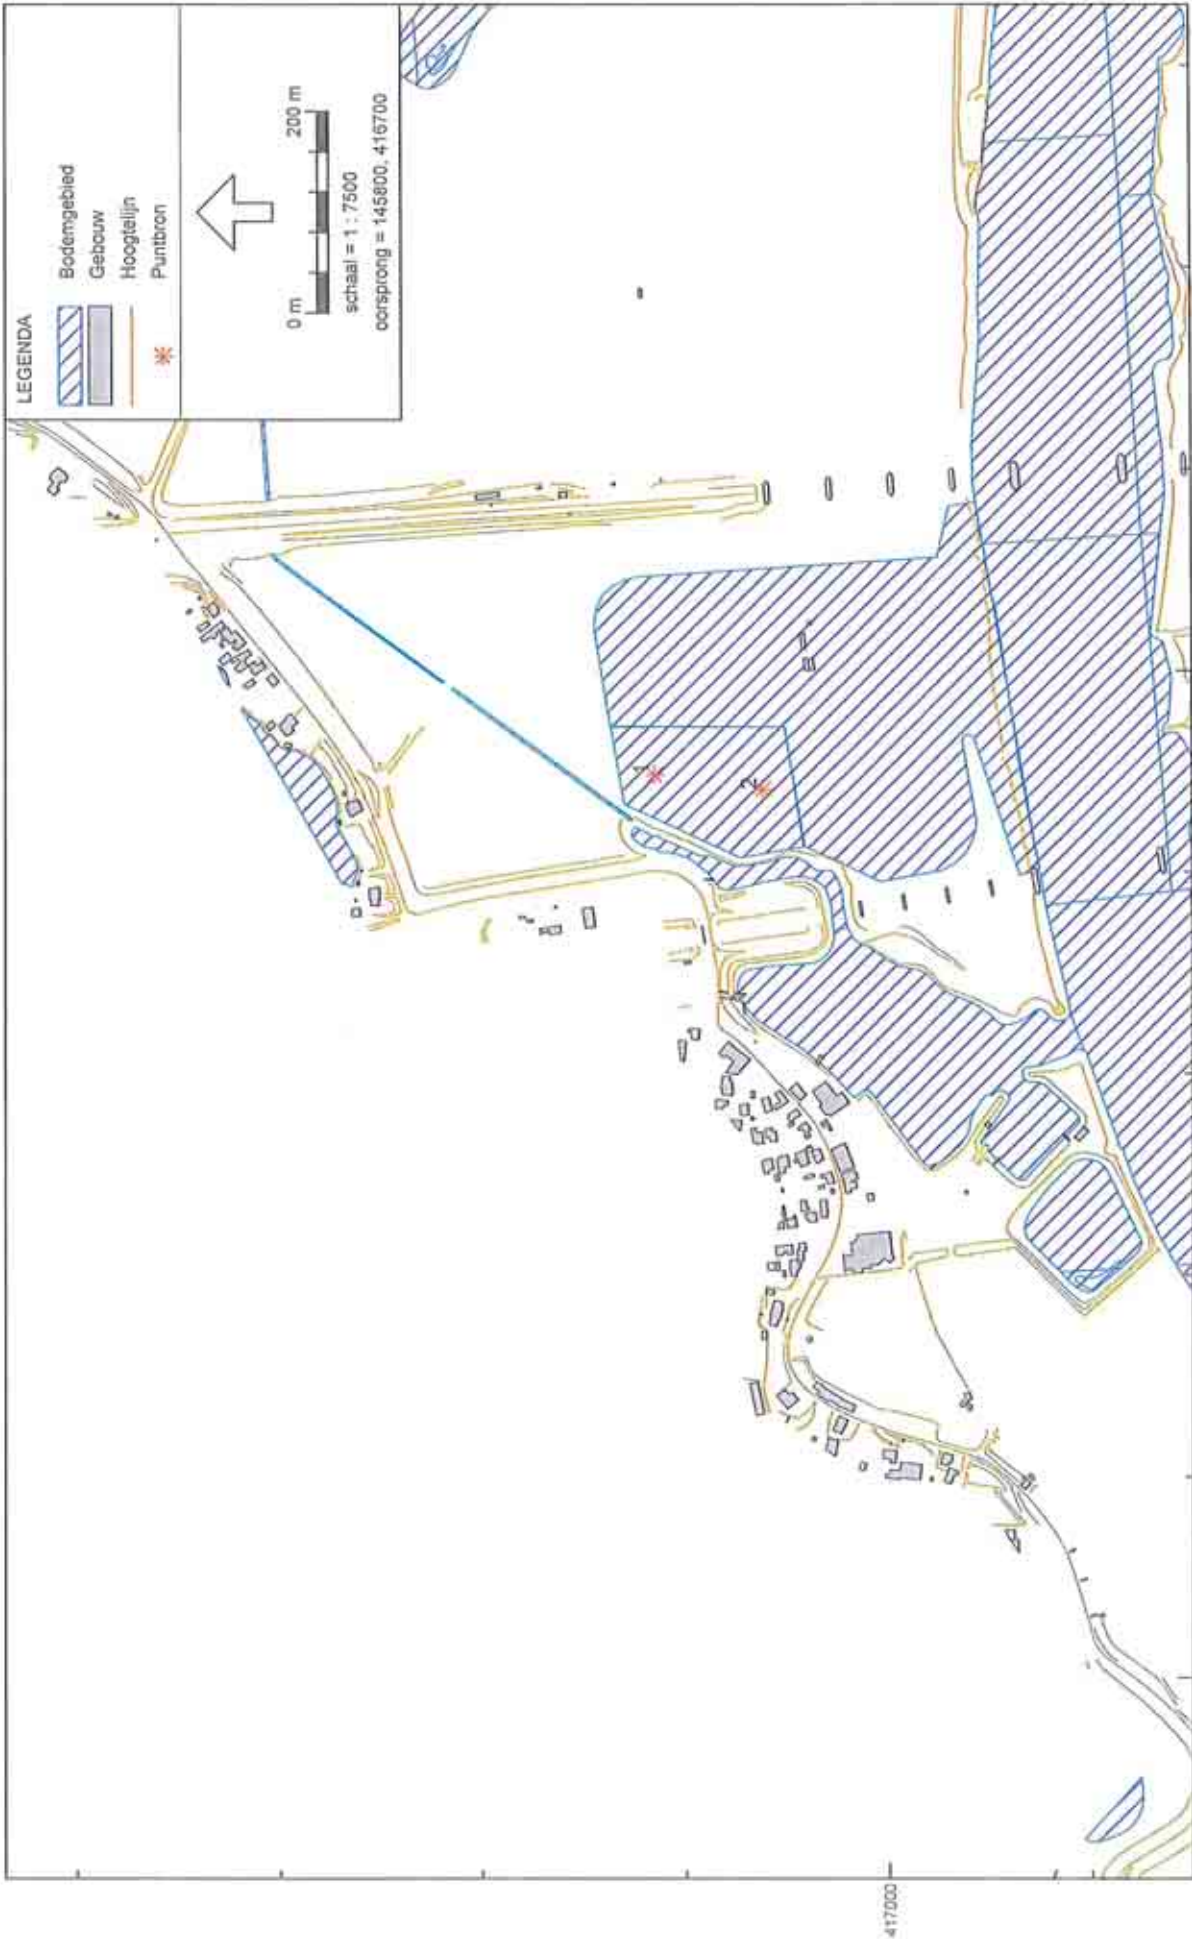 LEGENDA
Bodemgebied
Gebouw
Hoogtelijn
Puntbron
0 m
200 m
schaal = 1 : 7500
oorsprong = 145800, 416700
1
2
417000